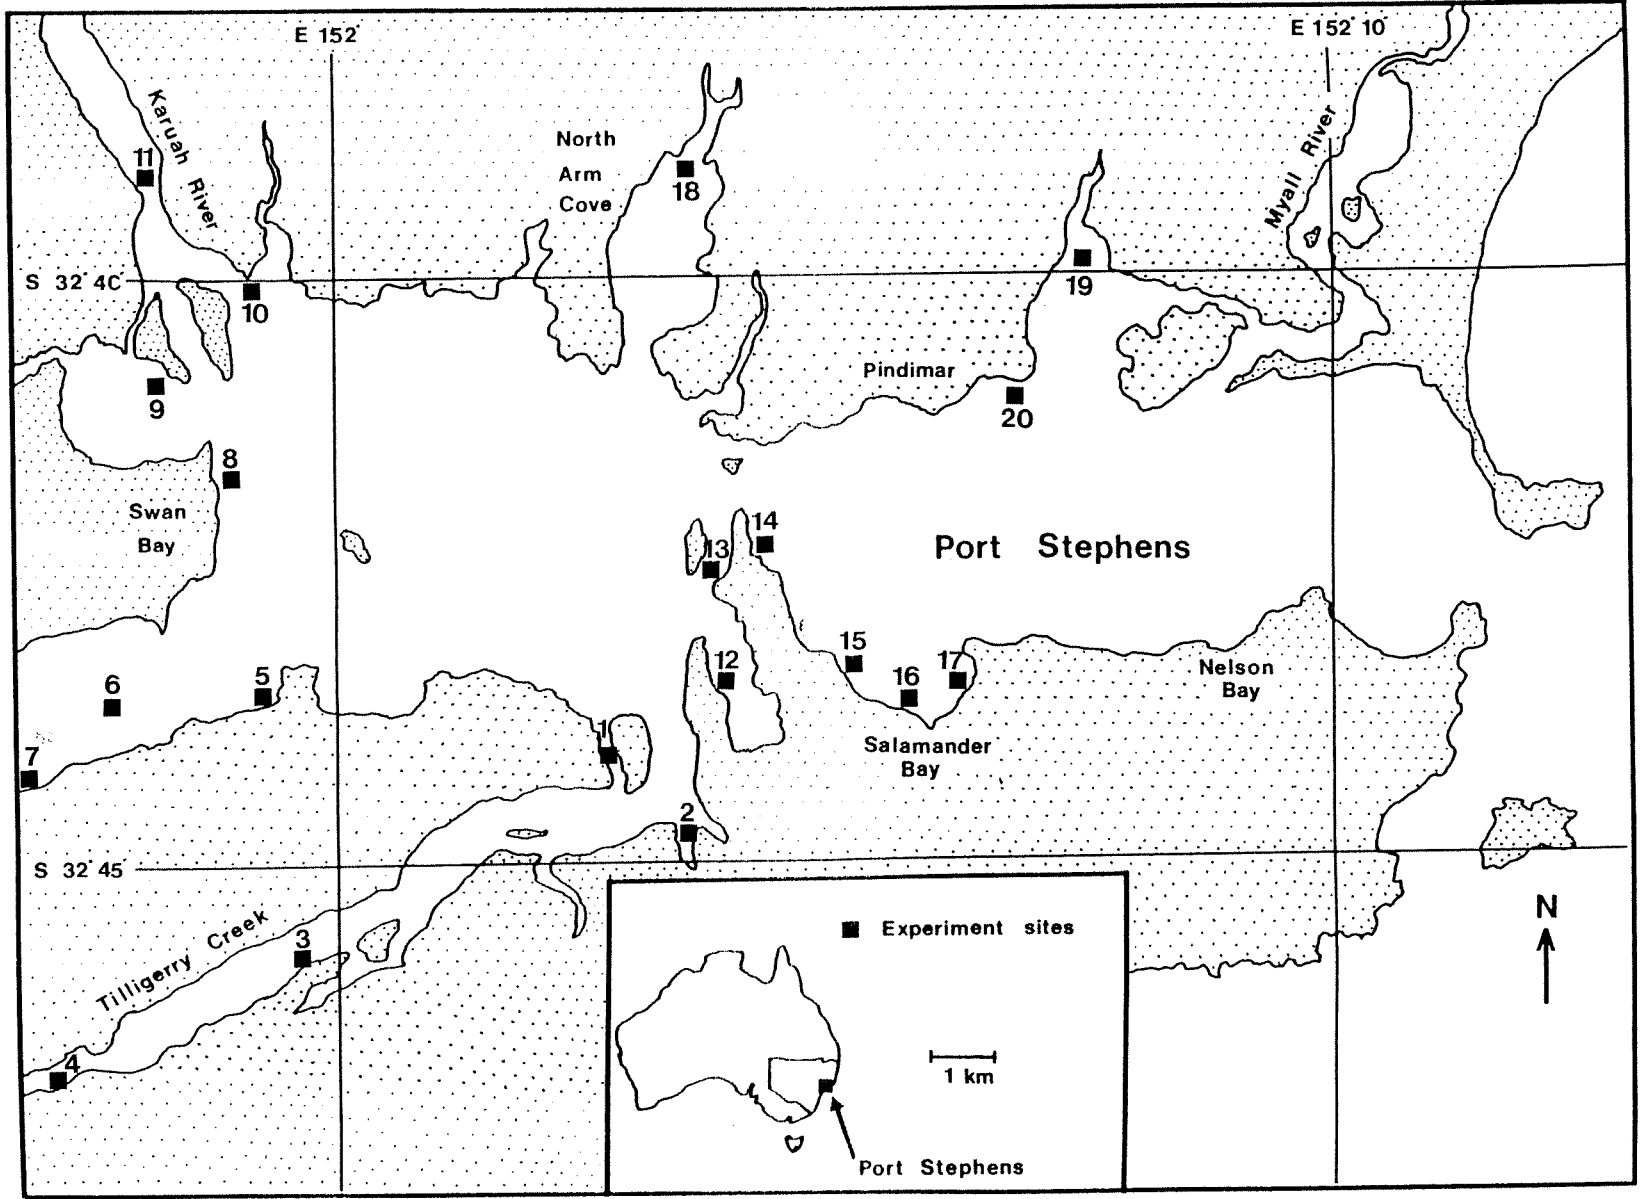 E 152°
E 152° 10'
Karuah River
North
Arm
Cove
Myall River
11
18
S 32° 40'
10
19
Pindimar
9
20
8
Swan
Bay
14
13
Port Stephens
15
12
17
16
5
6
Nelson
Bay
1
7
Salamander
Bay
2
S 32° 45'
N
Tilligerry Creek
3
4
Experiment sites
1 km
Port Stephens